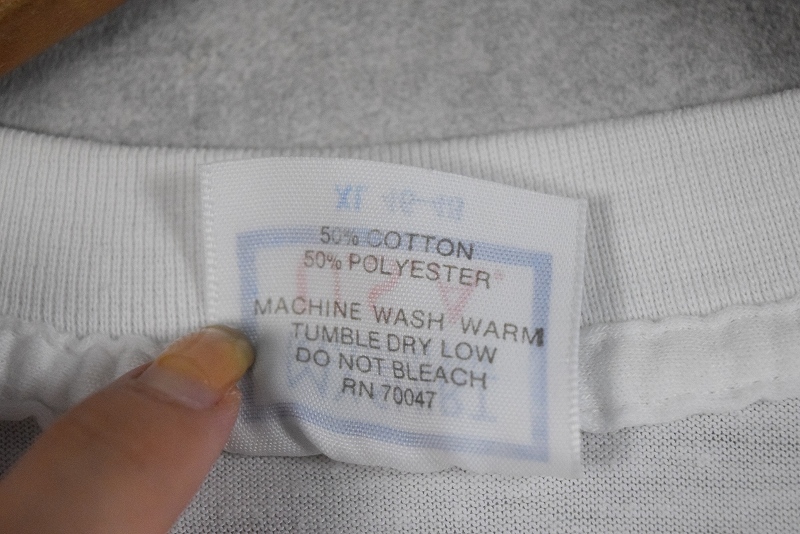 50% COTTON
50% POLYESTER
MACHINE WASH WARM
TUMBLE DRY LOW
DO NOT BLEACH
RN 70047